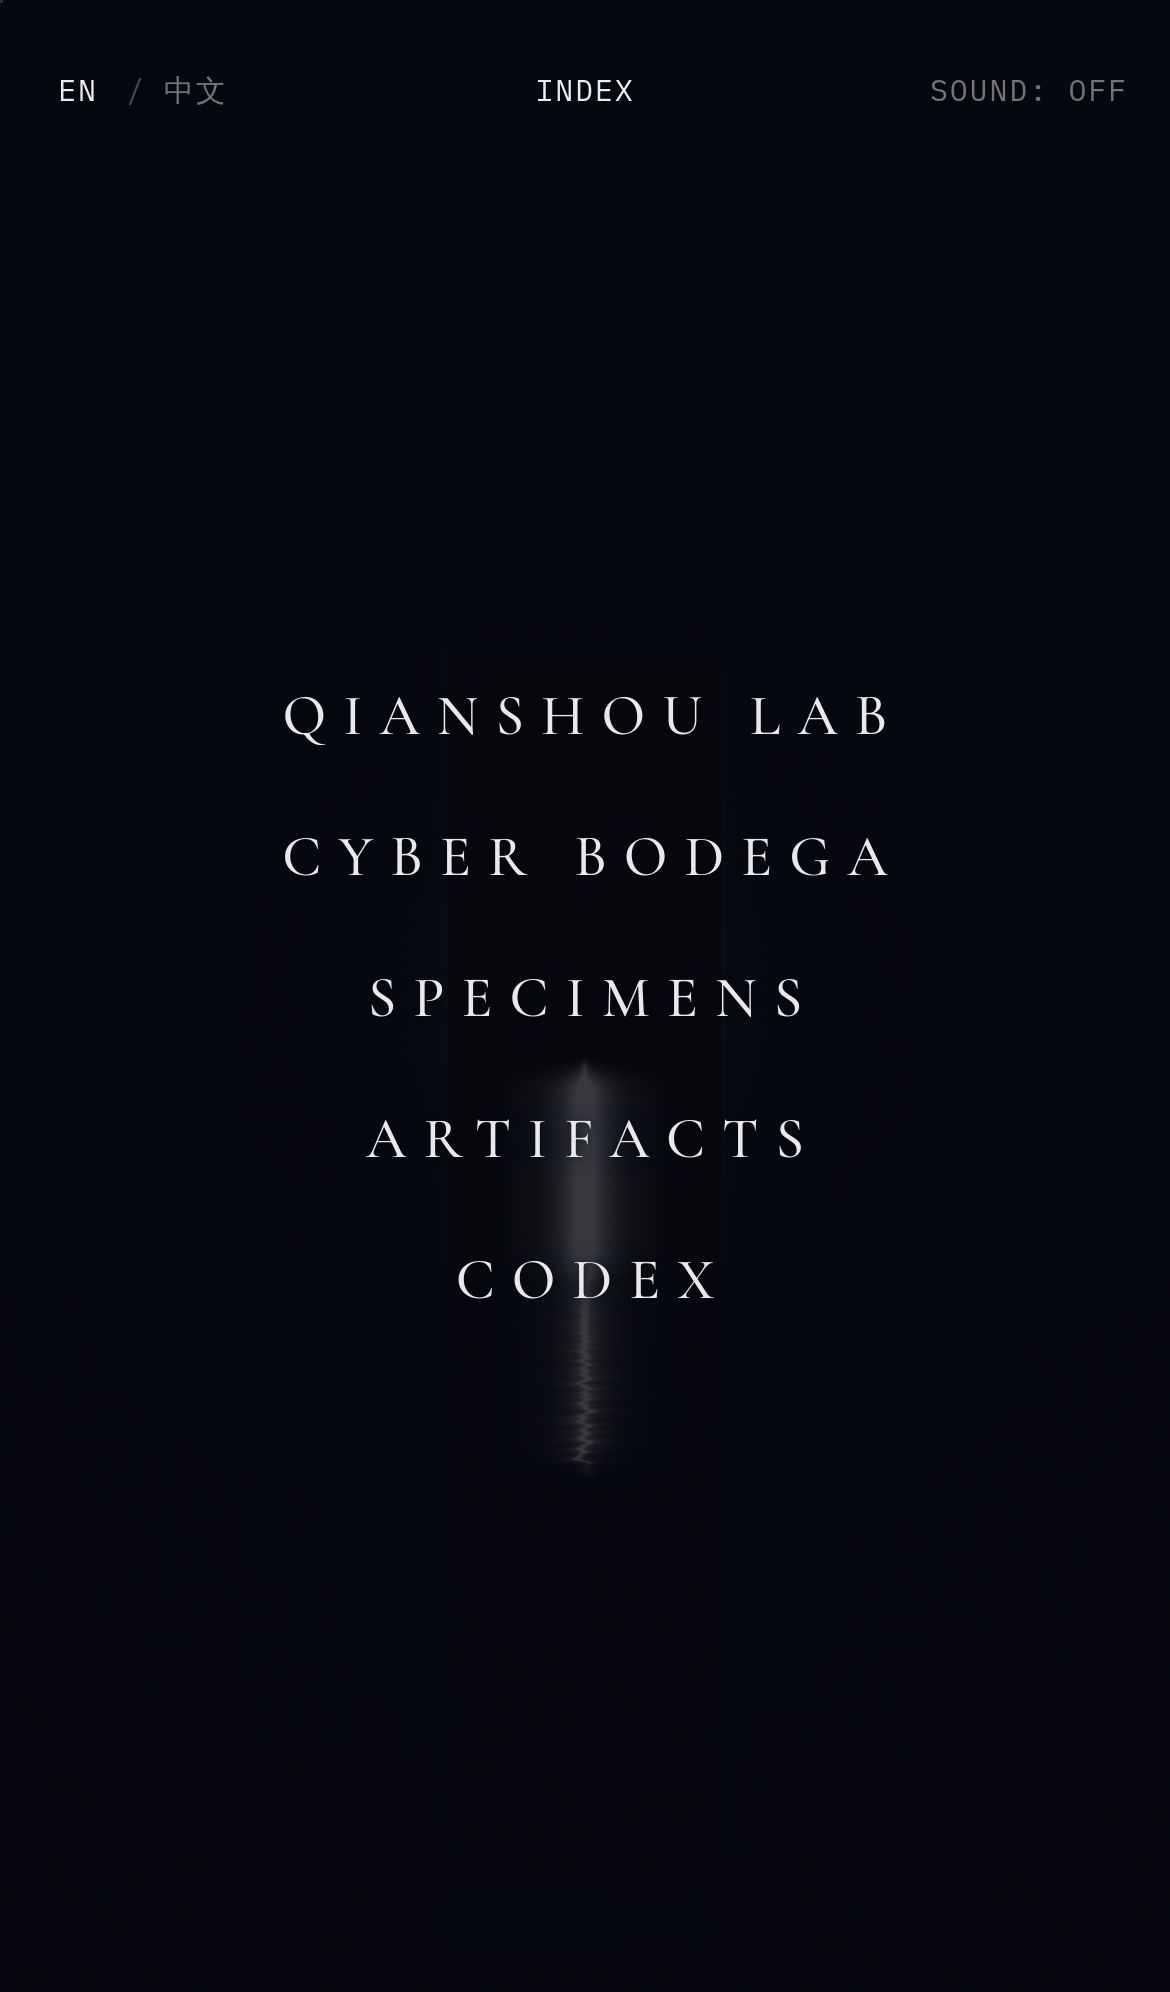 EN / 中文 INDEX SOUND: OFF
QIANSHOU LAB
CYBER BODEGA
SPECIMENS
ARTIFACTS
CODEX